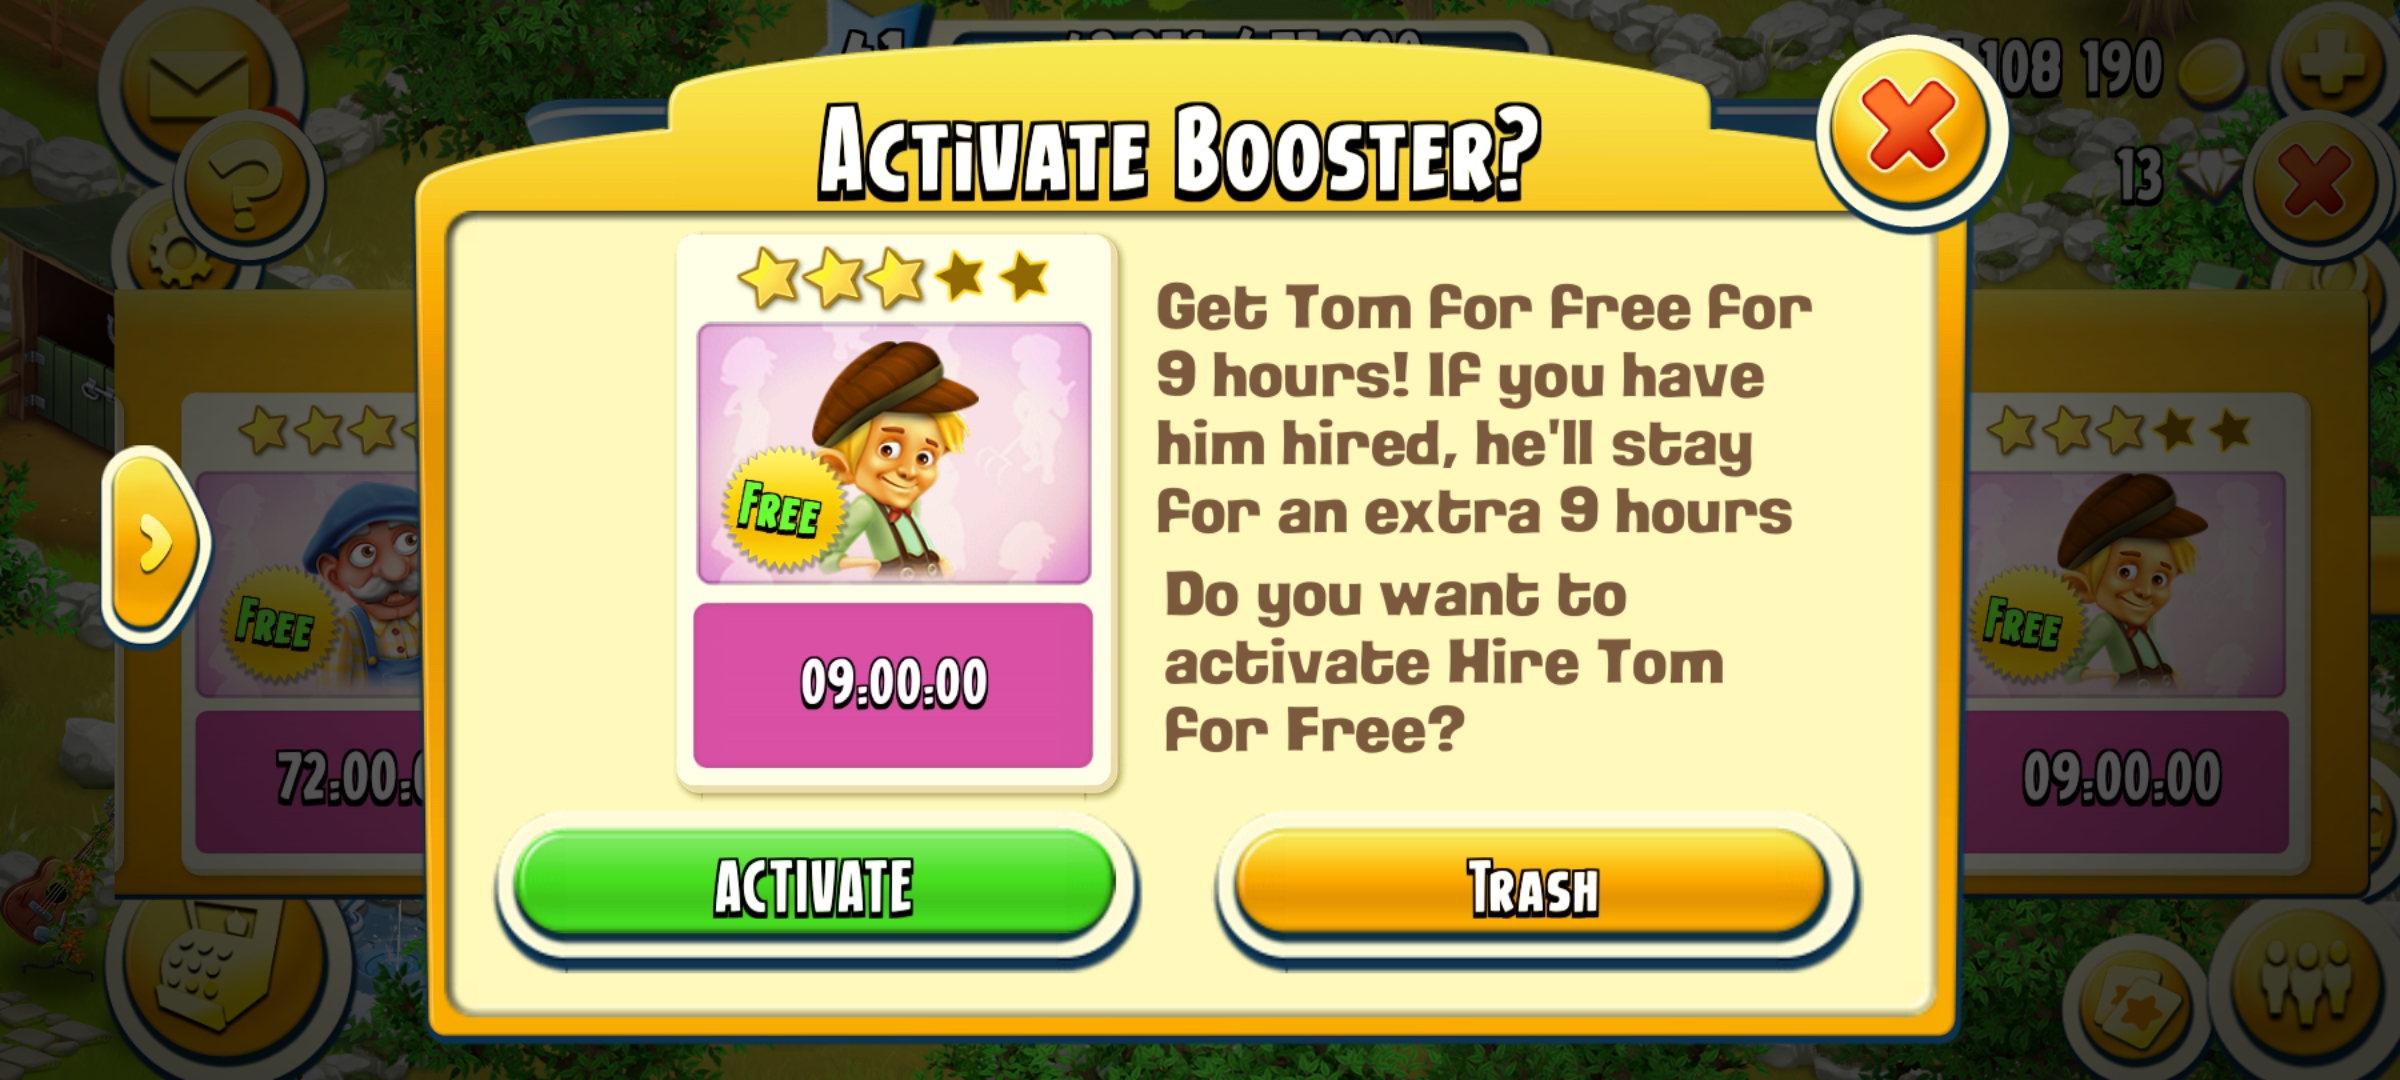 108 190
13
ACTIVATE BOOSTER?
FREE
09:00:00
Get Tom for free for
9 hours! If you have
him hired, he'll stay
for an extra 9 hours
Do you want to
activate Hire Tom
for Free?
ACTIVATE
TRASH
FREE
72:00:
FREE
09:00:00